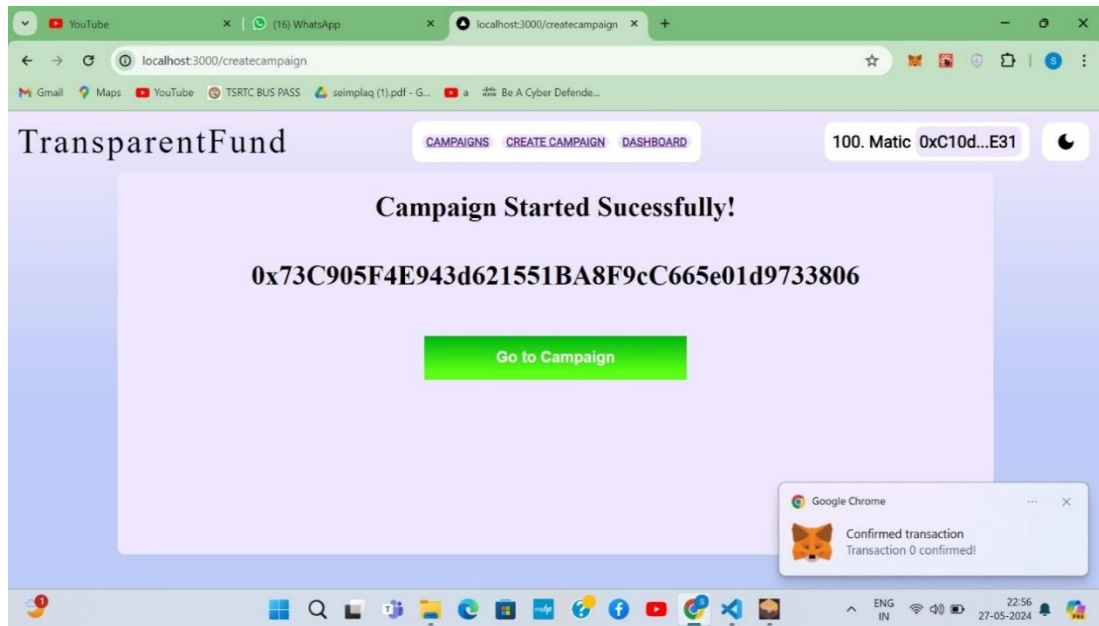 YouTube
(16) WhatsApp
localhost:3000/createcampaign
localhost:3000/createcampaign
S
Gmail
Maps
YouTube
TSRTC BUS PASS
seimplaq (1).pdf - G...
a
Be A Cyber Defende...
TransparentFund
CAMPAIGNS CREATE CAMPAIGN DASHBOARD
100. Matic 0xC10d...E31
Campaign Started Sucessfully!
0x73C905F4E943d621551BA8F9cC665e01d9733806
Go to Campaign
Google Chrome
Confirmed transaction
Transaction 0 confirmed!
1
ENG
IN
22:56
27-05-2024